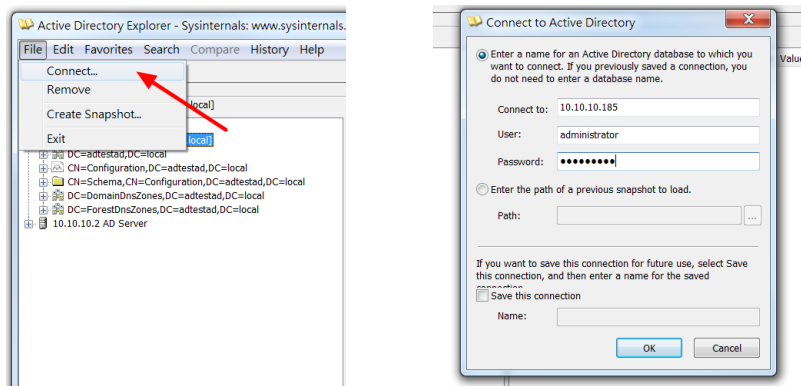 Active Directory Explorer - Sysinternals: www.sysinternals.
File Edit Favorites Search Compare History Help
Connect...
Remove
Create Snapshot...
Exit
local]
local]
DC=adtestad,DC=local
CN=Configuration,DC=adtestad,DC=local
CN=Schema,CN=Configuration,DC=adtestad,DC=local
DC=DomainDnsZones,DC=adtestad,DC=local
DC=ForestDnsZones,DC=adtestad,DC=local
10.10.10.2 AD Server
Connect to Active Directory
Enter a name for an Active Directory database to which you
want to connect. If you previously saved a connection, you
do not need to enter a database name.
Connect to: 10.10.10.185
User: administrator
Password: ●●●●●●●●●
Enter the path of a previous snapshot to load.
Path: ...
If you want to save this connection for future use, select Save
this connection, and then enter a name for the saved
connection
Save this connection
Name:
OK Cancel
Value